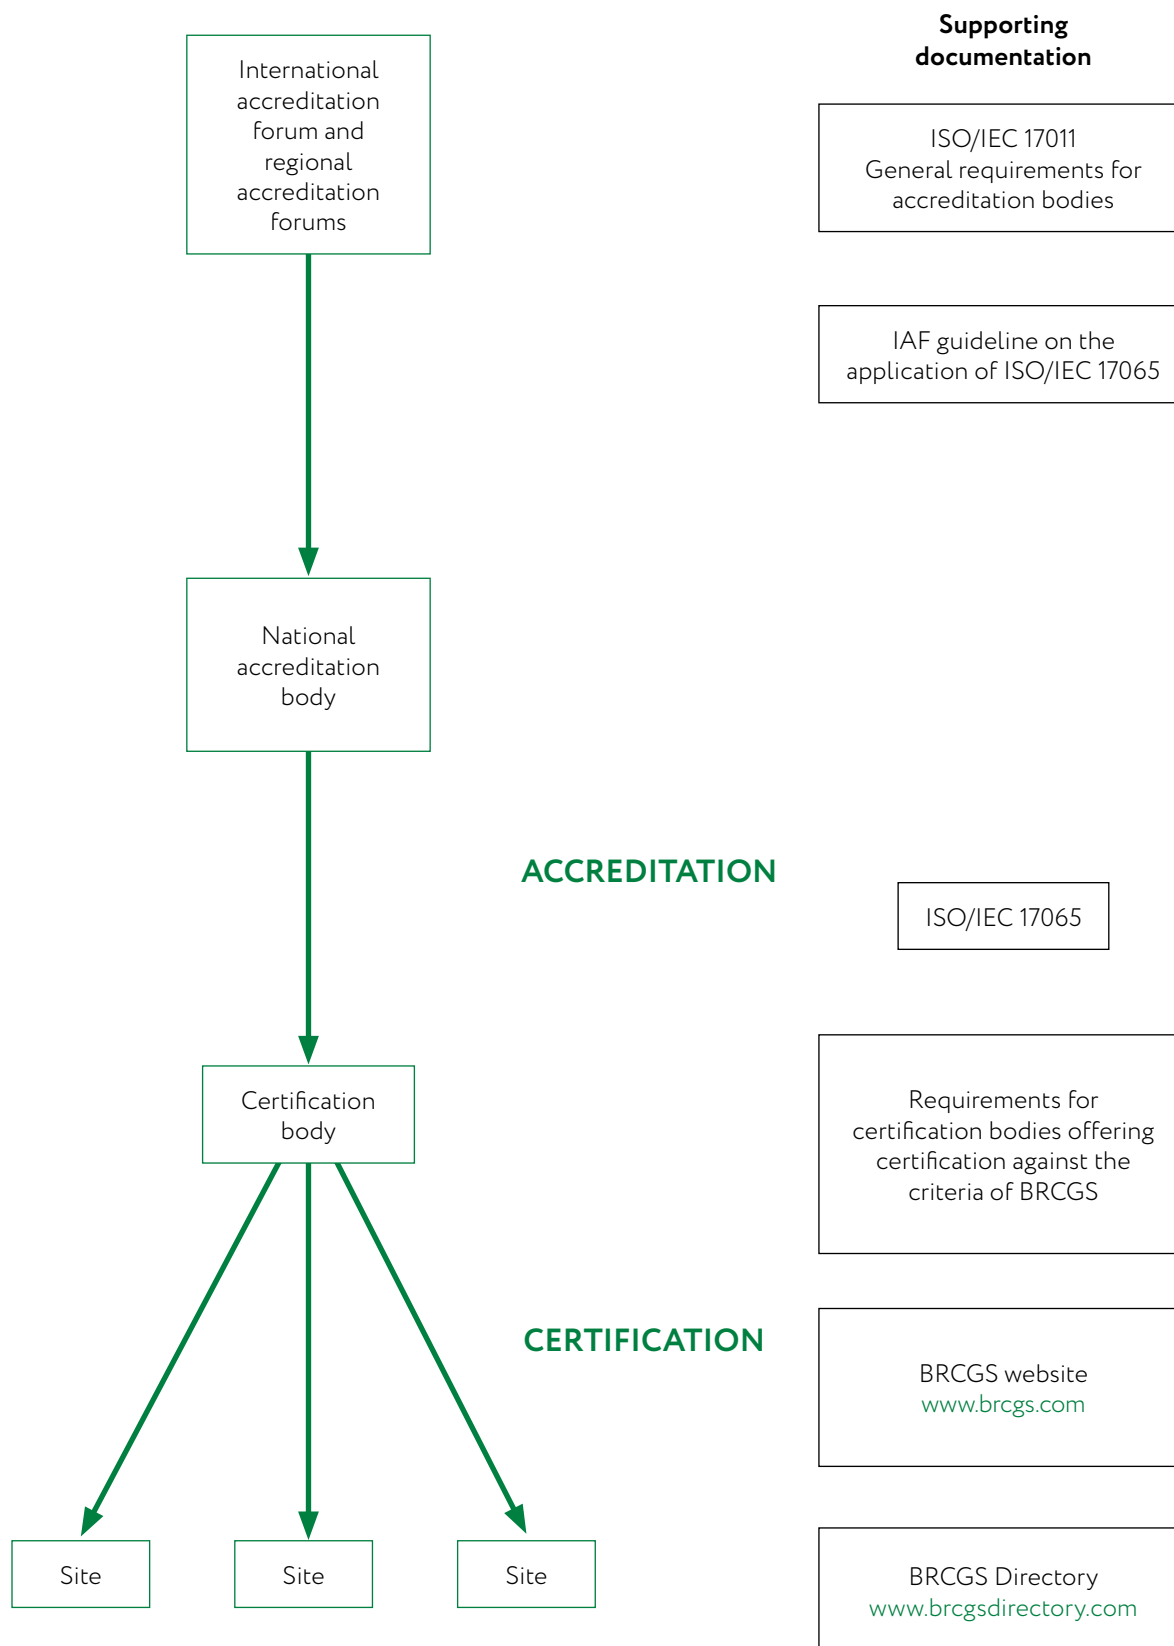 Supporting
documentation
International
accreditation
forum and
regional
accreditation
forums
ISO/IEC 17011
General requirements for
accreditation bodies
IAF guideline on the
application of ISO/IEC 17065
National
accreditation
body
ACCREDITATION
ISO/IEC 17065
Certification
body
Requirements for
certification bodies offering
certification against the
criteria of BRCGS
CERTIFICATION
BRCGS website
www.brcgs.com
Site
Site
Site
BRCGS Directory
www.brcgsdirectory.com